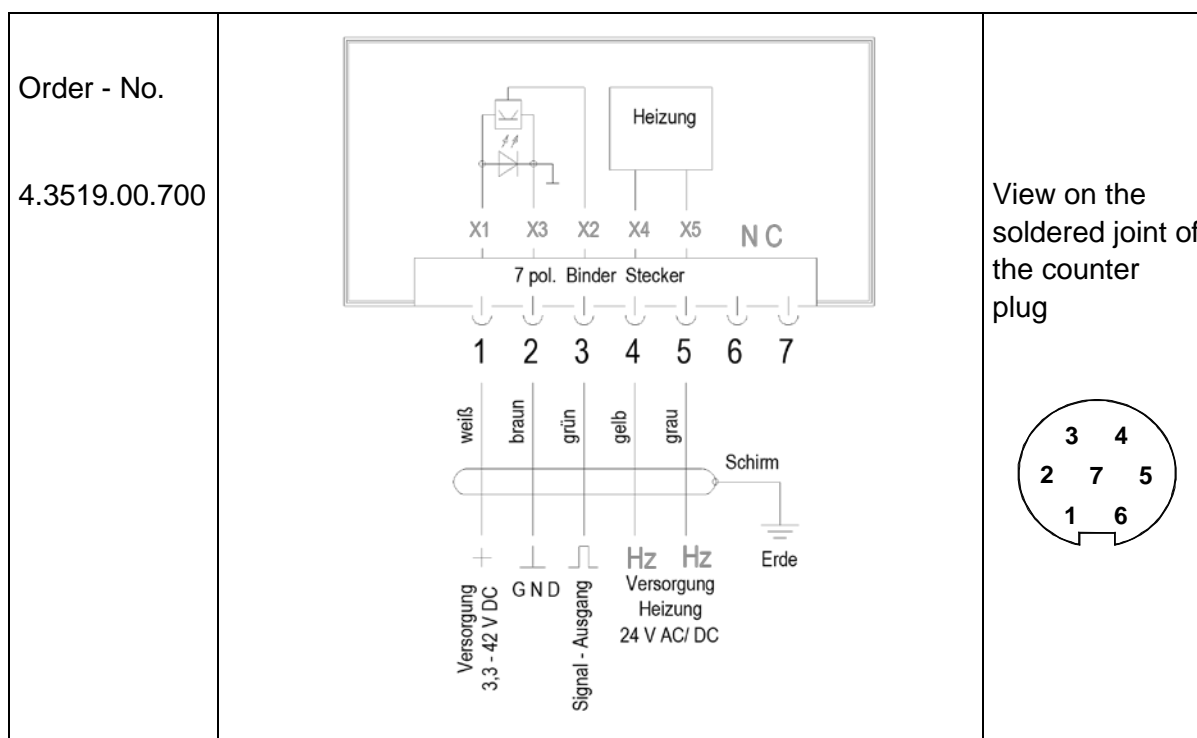 Order - No.
4.3519.00.700
Heizung
X1 X3 X2 X4 X5 N C
7 pol. Binder Stecker
1 2 3 4 5 6 7
weiß
braun
grün
gelb
grau
Schirm
Erde
Versorgung
3,3 - 42 V DC
G N D
Signal - Ausgang
Hz Hz
Versorgung
Heizung
24 V AC/ DC
View on the
soldered joint of
the counter
plug
3 4
2 7 5
1 6